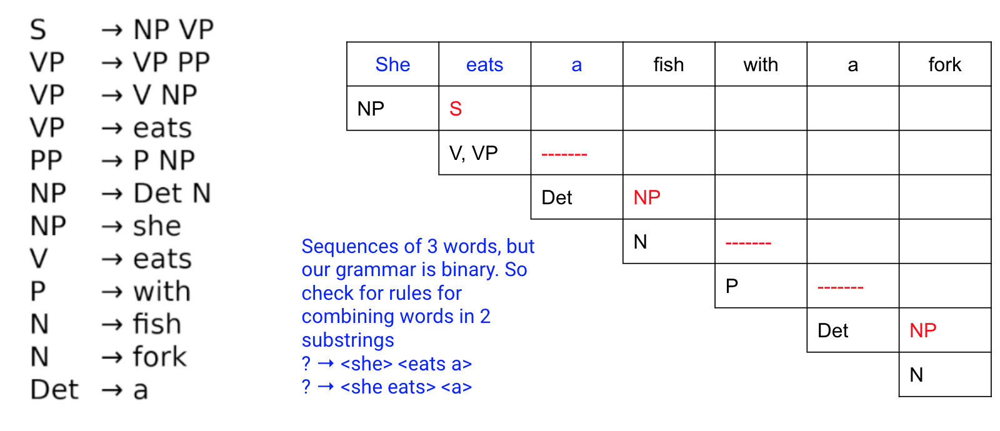 S → NP VP
VP → VP PP
VP → V NP
VP → eats
PP → P NP
NP → Det N
NP → she
V → eats
P → with
N → fish
N → fork
Det → a
She eats a fish with a fork
NP S
V, VP -------
Det NP
N -------
P -------
Det NP
N
Sequences of 3 words, but
our grammar is binary. So
check for rules for
combining words in 2
substrings
? → <she> <eats a>
? → <she eats> <a>